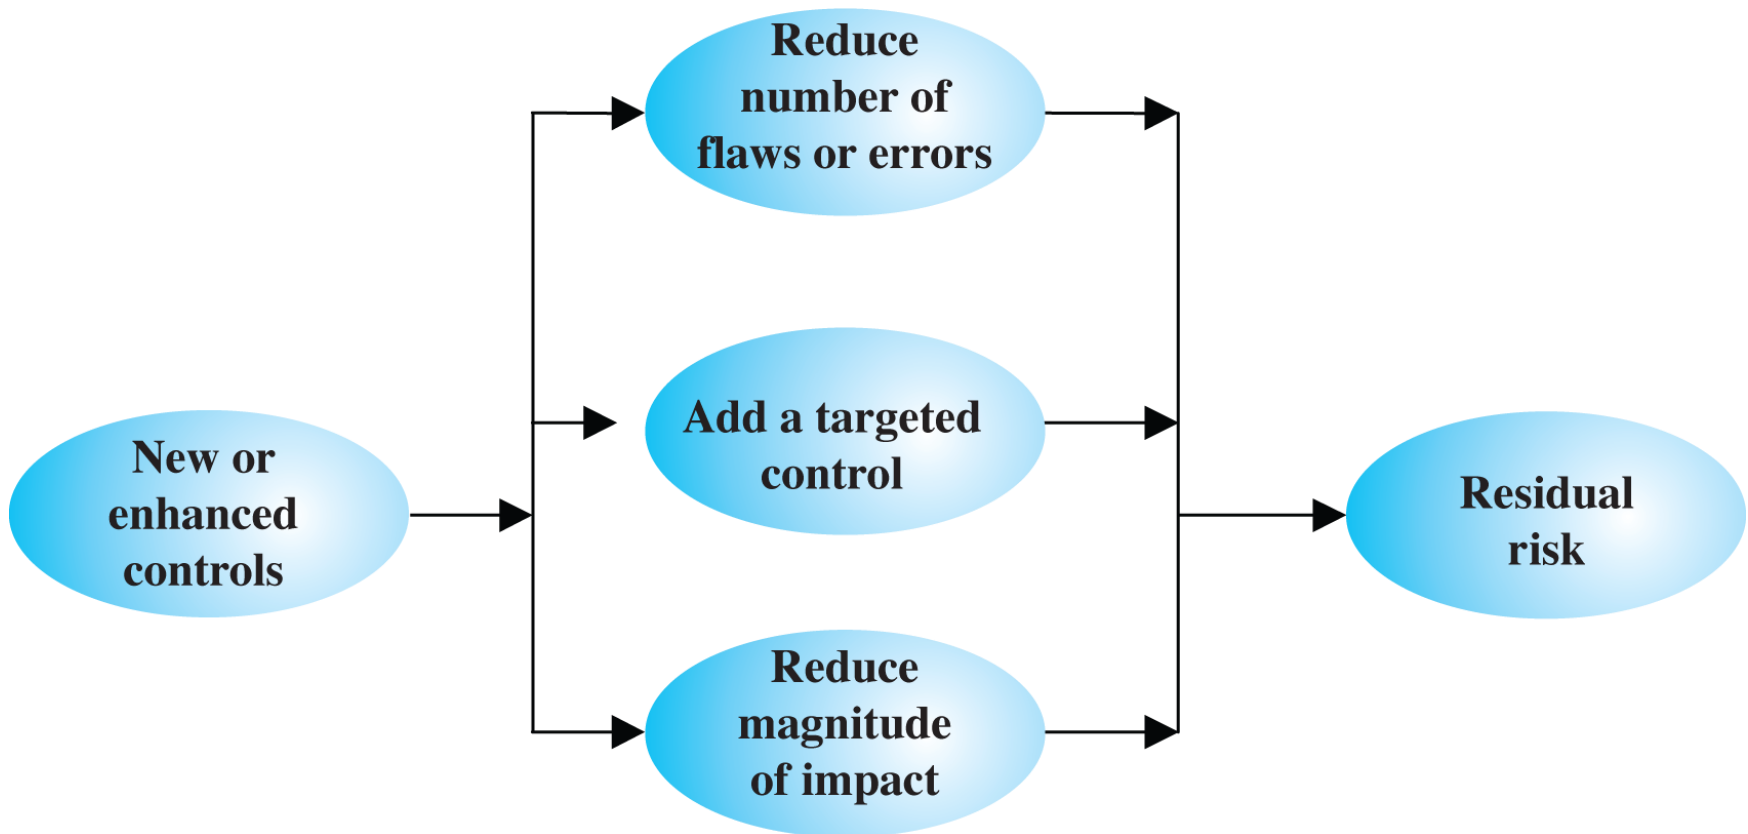 Reduce
number of
flaws or errors
Add a targeted
control
New or
enhanced
controls
Residual
risk
Reduce
magnitude
of impact